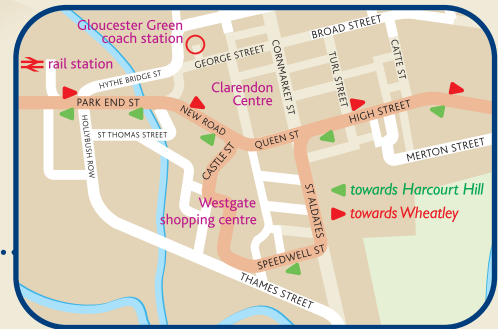 Gloucester Green
coach station
BROAD STREET
GEORGE STREET
CORNMARKET ST
TURL STREET
CATTE ST
rail station
HYTHE BRIDGE ST
Clarendon
Centre
PARK END ST
NEW ROAD
HIGH STREET
HOLLYBUSH ROW
ST THOMAS STREET
QUEEN ST
CASTLE ST
MERTON STREET
Westgate
shopping centre
ST ALDATES
towards Harcourt Hill
towards Wheatley
SPEEDWELL ST
THAMES STREET